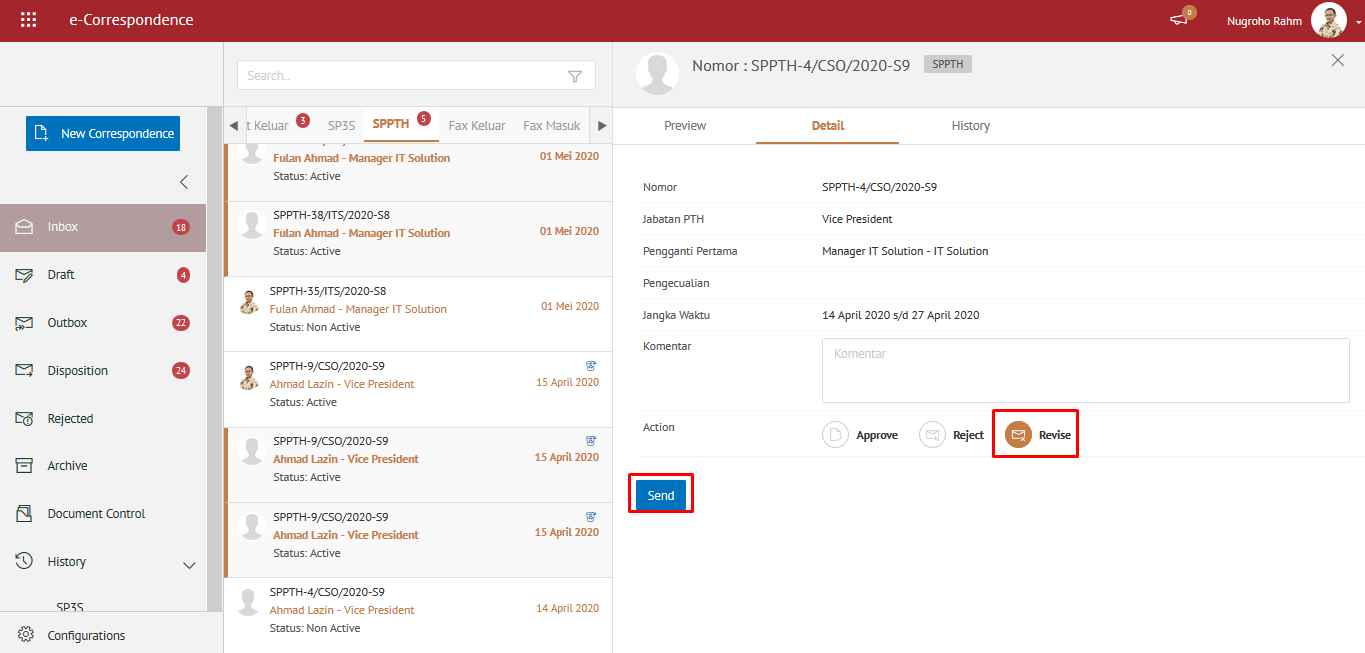 e-Correspondence
0
Nugroho Rahm
New Correspondence
Inbox 18
Draft 4
Outbox 22
Disposition 24
Rejected
Archive
Document Control
History
SP3S
Configurations
Search..
t Keluar 3 SP3S SPPTH 5 Fax Keluar Fax Masuk
Fulan Ahmad - Manager IT Solution 01 Mei 2020
Status: Active
SPPTH-38/ITS/2020-S8
Fulan Ahmad - Manager IT Solution 01 Mei 2020
Status: Active
SPPTH-35/ITS/2020-S8
Fulan Ahmad - Manager IT Solution 01 Mei 2020
Status: Non Active
SPPTH-9/CSO/2020-S9
Ahmad Lazin - Vice President 15 April 2020
Status: Active
SPPTH-9/CSO/2020-S9
Ahmad Lazin - Vice President 15 April 2020
Status: Active
SPPTH-9/CSO/2020-S9
Ahmad Lazin - Vice President 15 April 2020
Status: Active
SPPTH-4/CSO/2020-S9
Ahmad Lazin - Vice President 14 April 2020
Status: Non Active
Nomor : SPPTH-4/CSO/2020-S9 SPPTH
Preview Detail History
Nomor SPPTH-4/CSO/2020-S9
Jabatan PTH Vice President
Pengganti Pertama Manager IT Solution - IT Solution
Pengecualian
Jangka Waktu 14 April 2020 s/d 27 April 2020
Komentar Komentar
Action Approve Reject Revise
Send